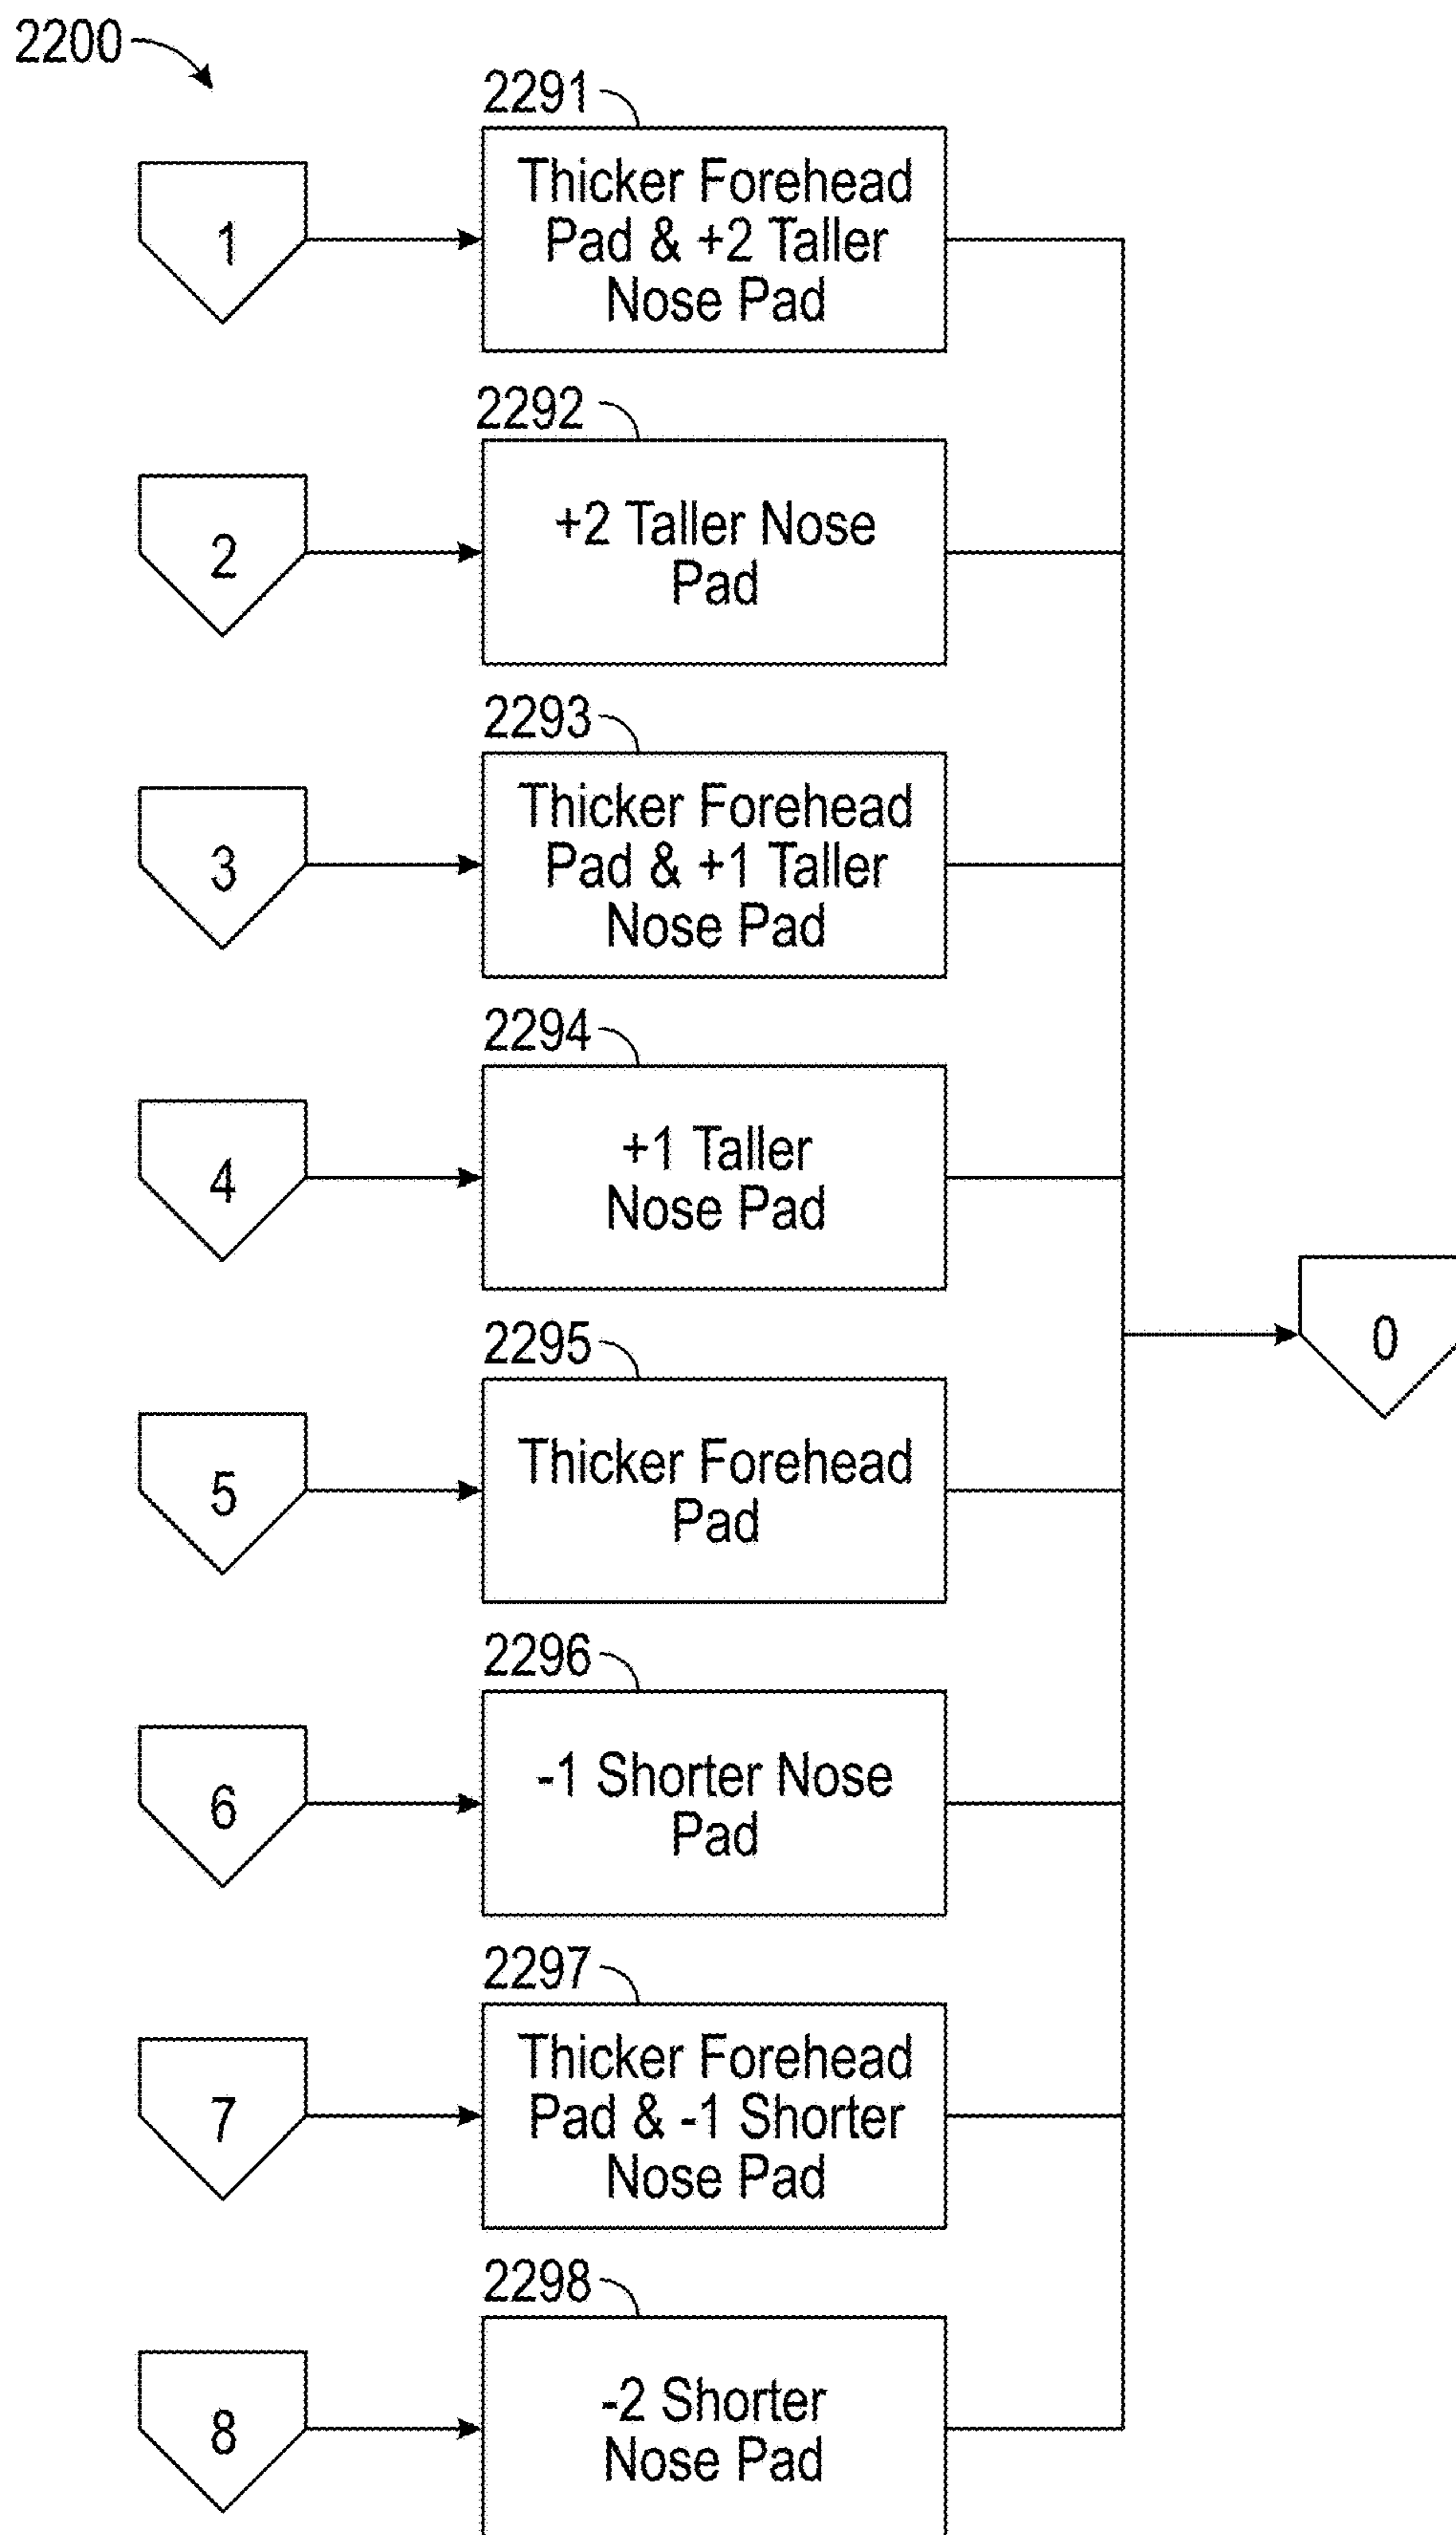 2200
2291
1
Thicker Forehead
Pad & +2 Taller
Nose Pad
2292
2
+2 Taller Nose
Pad
2293
3
Thicker Forehead
Pad & +1 Taller
Nose Pad
2294
4
+1 Taller
Nose Pad
0
2295
5
Thicker Forehead
Pad
2296
6
-1 Shorter Nose
Pad
2297
7
Thicker Forehead
Pad & -1 Shorter
Nose Pad
2298
8
-2 Shorter
Nose Pad